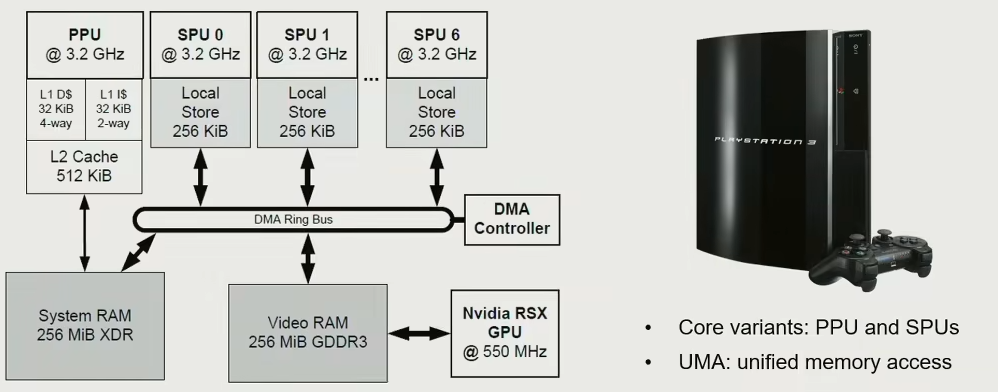 PPU
@ 3.2 GHz
SPU 0
@ 3.2 GHz
SPU 1
@ 3.2 GHz
...
SPU 6
@ 3.2 GHz
L1 D$
32 KiB
4-way
L1 I$
32 KiB
2-way
Local
Store
256 KiB
Local
Store
256 KiB
Local
Store
256 KiB
L2 Cache
512 KiB
DMA Ring Bus
DMA
Controller
System RAM
256 MiB XDR
Video RAM
256 MiB GDDR3
Nvidia RSX
GPU
@ 550 MHz
SONY
PLAYSTATION 3
• Core variants: PPU and SPUs
• UMA: unified memory access